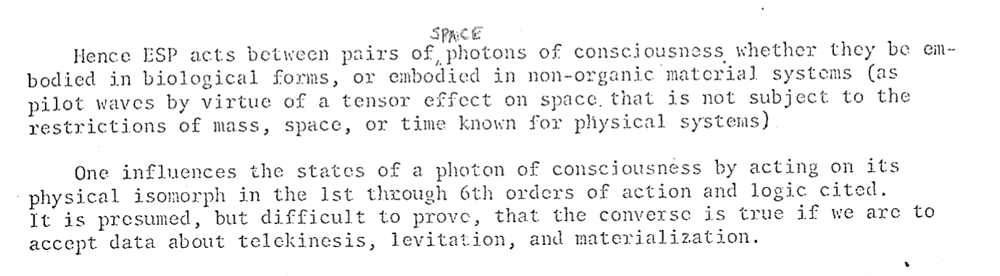 SPACE
Hence ESP acts between pairs of photons of consciousness whether they be em-
bodied in biological forms, or embodied in non-organic material systems (as
pilot waves by virtue of a tensor effect on space that is not subject to the
restrictions of mass, space, or time known for physical systems)
One influences the states of a photon of consciousness by acting on its
physical isomorph in the 1st through 6th orders of action and logic cited.
It is presumed, but difficult to prove, that the converse is true if we are to
accept data about telekinesis, levitation, and materialization.